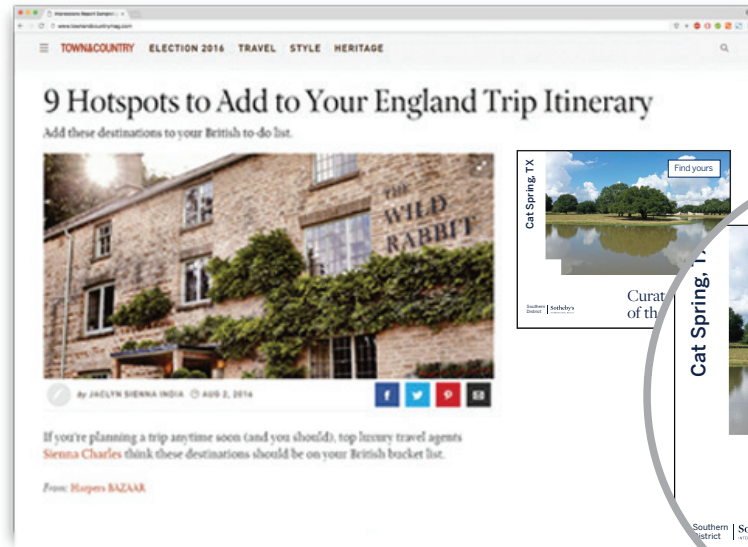 www.townandcountrymag.com
TOWN&COUNTRY ELECTION 2016 TRAVEL STYLE HERITAGE
9 Hotspots to Add to Your England Trip Itinerary
Add these destinations to your British to-do list.
THE
WILD
RABBIT
By JACLYN SIENNA INDIA AUG 2, 2016
If you're planning a trip anytime soon (and you should), top luxury travel agents
Sienna Charles think these destinations should be on your British bucket list.
From: Harpers BAZAAR
Cat Spring, TX
Find yours
Southern
District
Sotheby's
Curat
of th
Cat Spring, T
Southern
District
So